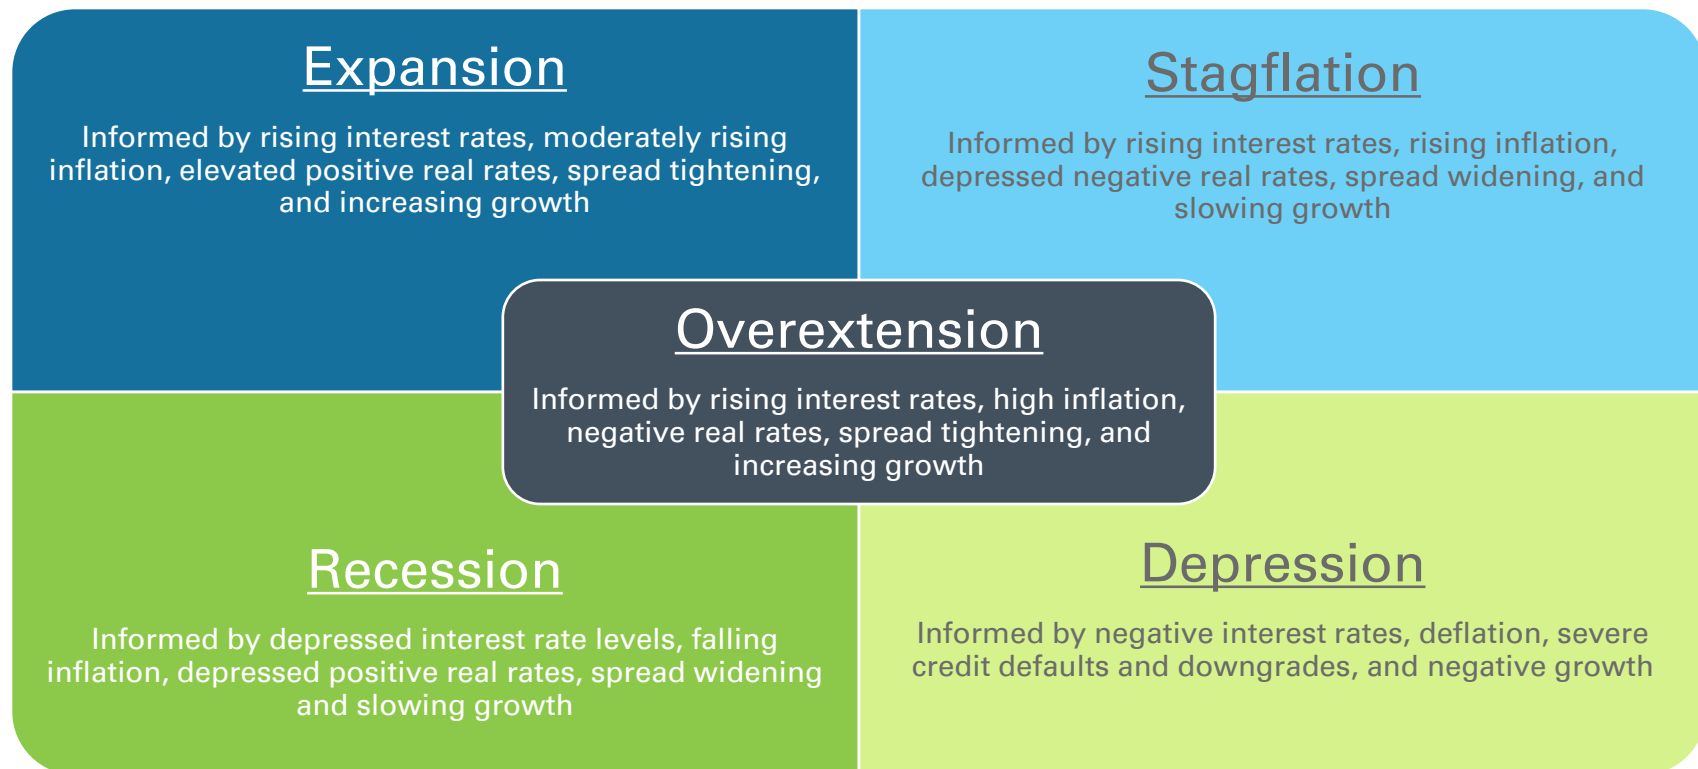 Expansion
Informed by rising interest rates, moderately rising
inflation, elevated positive real rates, spread tightening,
and increasing growth
Stagflation
Informed by rising interest rates, rising inflation,
depressed negative real rates, spread widening, and
slowing growth
Overextension
Informed by rising interest rates, high inflation,
negative real rates, spread tightening, and
increasing growth
Recession
Informed by depressed interest rate levels, falling
inflation, depressed positive real rates, spread widening
and slowing growth
Depression
Informed by negative interest rates, deflation, severe
credit defaults and downgrades, and negative growth